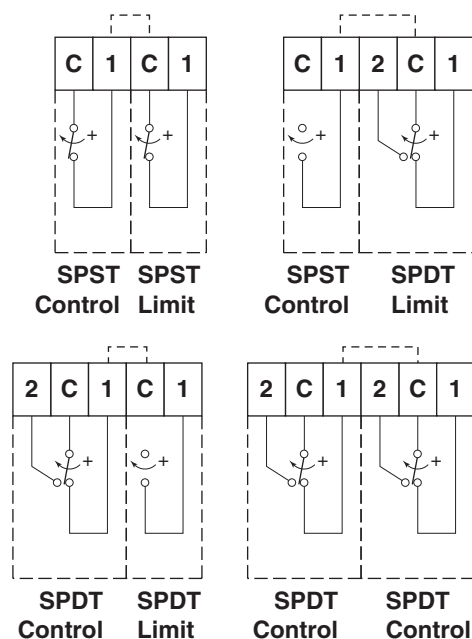 C 1 C 1
+ +
SPST SPST
Control Limit
C 1 2 C 1
+ +
SPST SPDT
Control Limit
2 C 1 C 1
+ +
SPDT SPDT
Control Limit
2 C 1 2 C 1
+ +
SPDT SPDT
Control Control